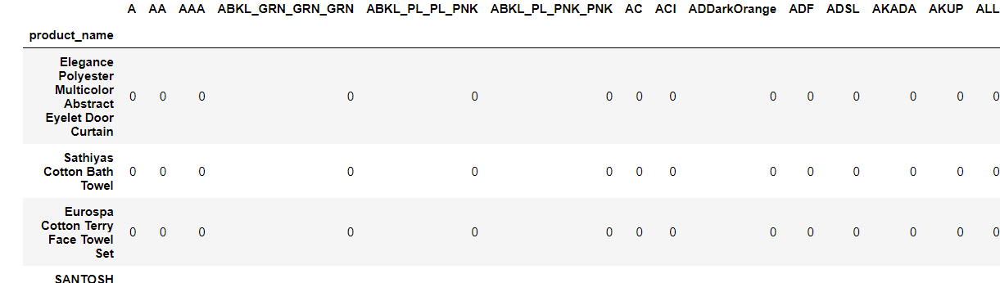 A AA AAA ABKL_GRN_GRN_GRN ABKL_PL_PL_PNK ABKL_PL_PNK_PNK AC ACI ADDarkOrange ADF ADSL AKADA AKUP ALL
product_name
Elegance
Polyester
Multicolor
Abstract
Eyelet Door
Curtain
0 0 0 0 0 0 0 0 0 0 0 0 0 0
Sathiyas
Cotton Bath
Towel
0 0 0 0 0 0 0 0 0 0 0 0 0 0
Eurospa
Cotton Terry
Face Towel
Set
0 0 0 0 0 0 0 0 0 0 0 0 0 0
SANTOSH